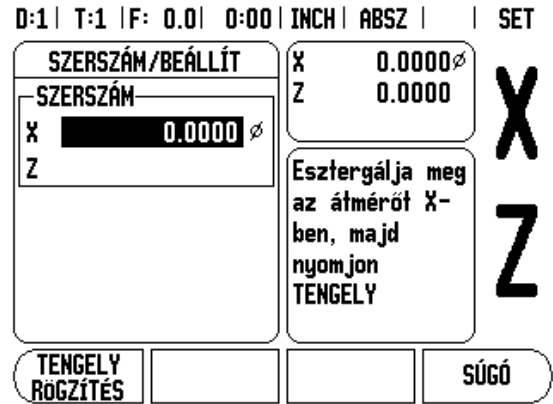 D:1 | T:1 | F: 0.0 | 0:00 | INCH | ABSZ | | SET
SZERSZÁM/BEÁLLÍT
SZERSZÁM
X 0.0000 ø
Z
X 0.0000 ø
Z 0.0000
Esztergálja meg
az átmérőt X-
ben, majd
nyomjon
TENGELY
X
Z
TENGELY
RÖGZÍTÉS
SÚGÓ